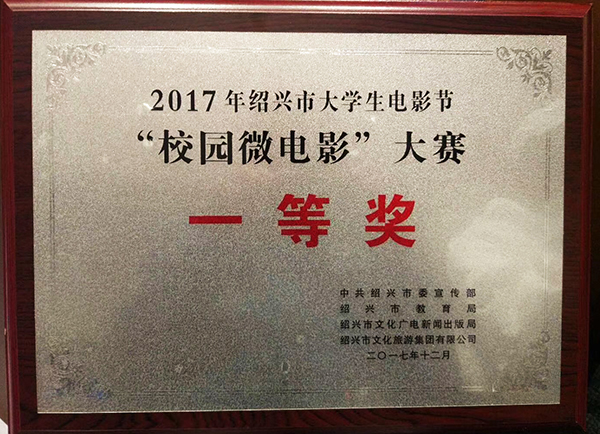 2017年绍兴市大学生电影节
“校园微电影”大赛
一等奖
中共绍兴市委宣传部
绍兴市教育局
绍兴市文化广电新闻出版局
绍兴市文化旅游集团有限公司
二〇一七年十二月